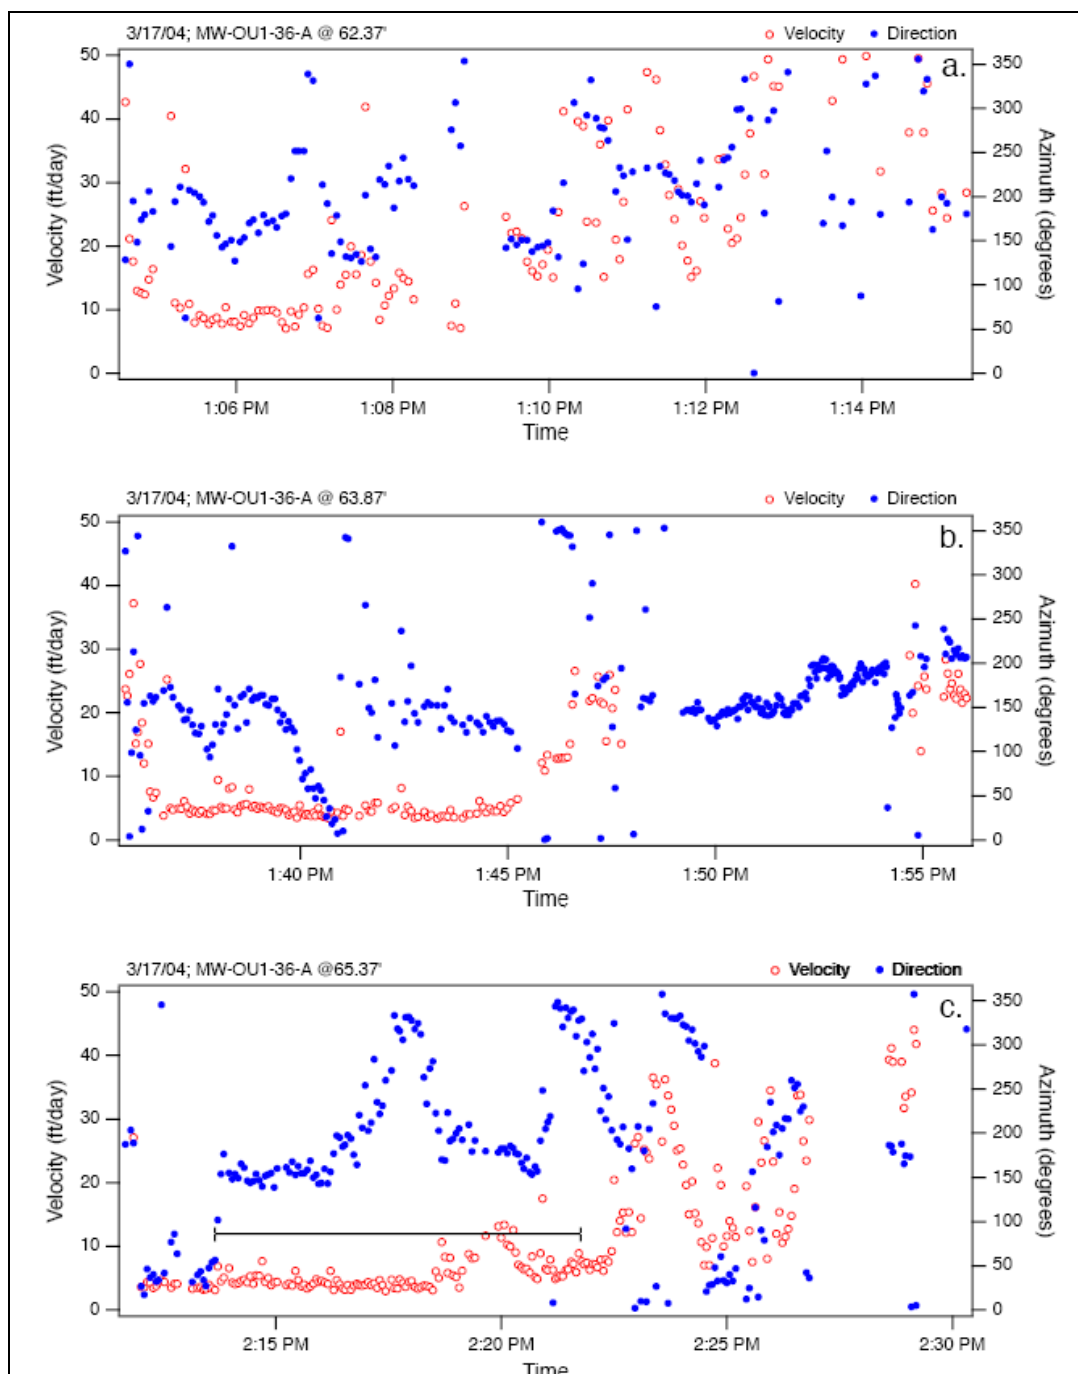 3/17/04; MW-OU1-36-A @ 62.37' Velocity Direction
a.
50 40 30 20 10 0
Velocity (ft/day)
350 300 250 200 150 100 50 0
Azimuth (degrees)
1:06 PM 1:08 PM 1:10 PM 1:12 PM 1:14 PM
Time
3/17/04; MW-OU1-36-A @ 63.87' Velocity Direction
b.
50 40 30 20 10 0
Velocity (ft/day)
350 300 250 200 150 100 50 0
Azimuth (degrees)
1:40 PM 1:45 PM 1:50 PM 1:55 PM
Time
3/17/04; MW-OU1-36-A @65.37' Velocity Direction
c.
50 40 30 20 10 0
Velocity (ft/day)
350 300 250 200 150 100 50 0
Azimuth (degrees)
2:15 PM 2:20 PM 2:25 PM 2:30 PM
Time